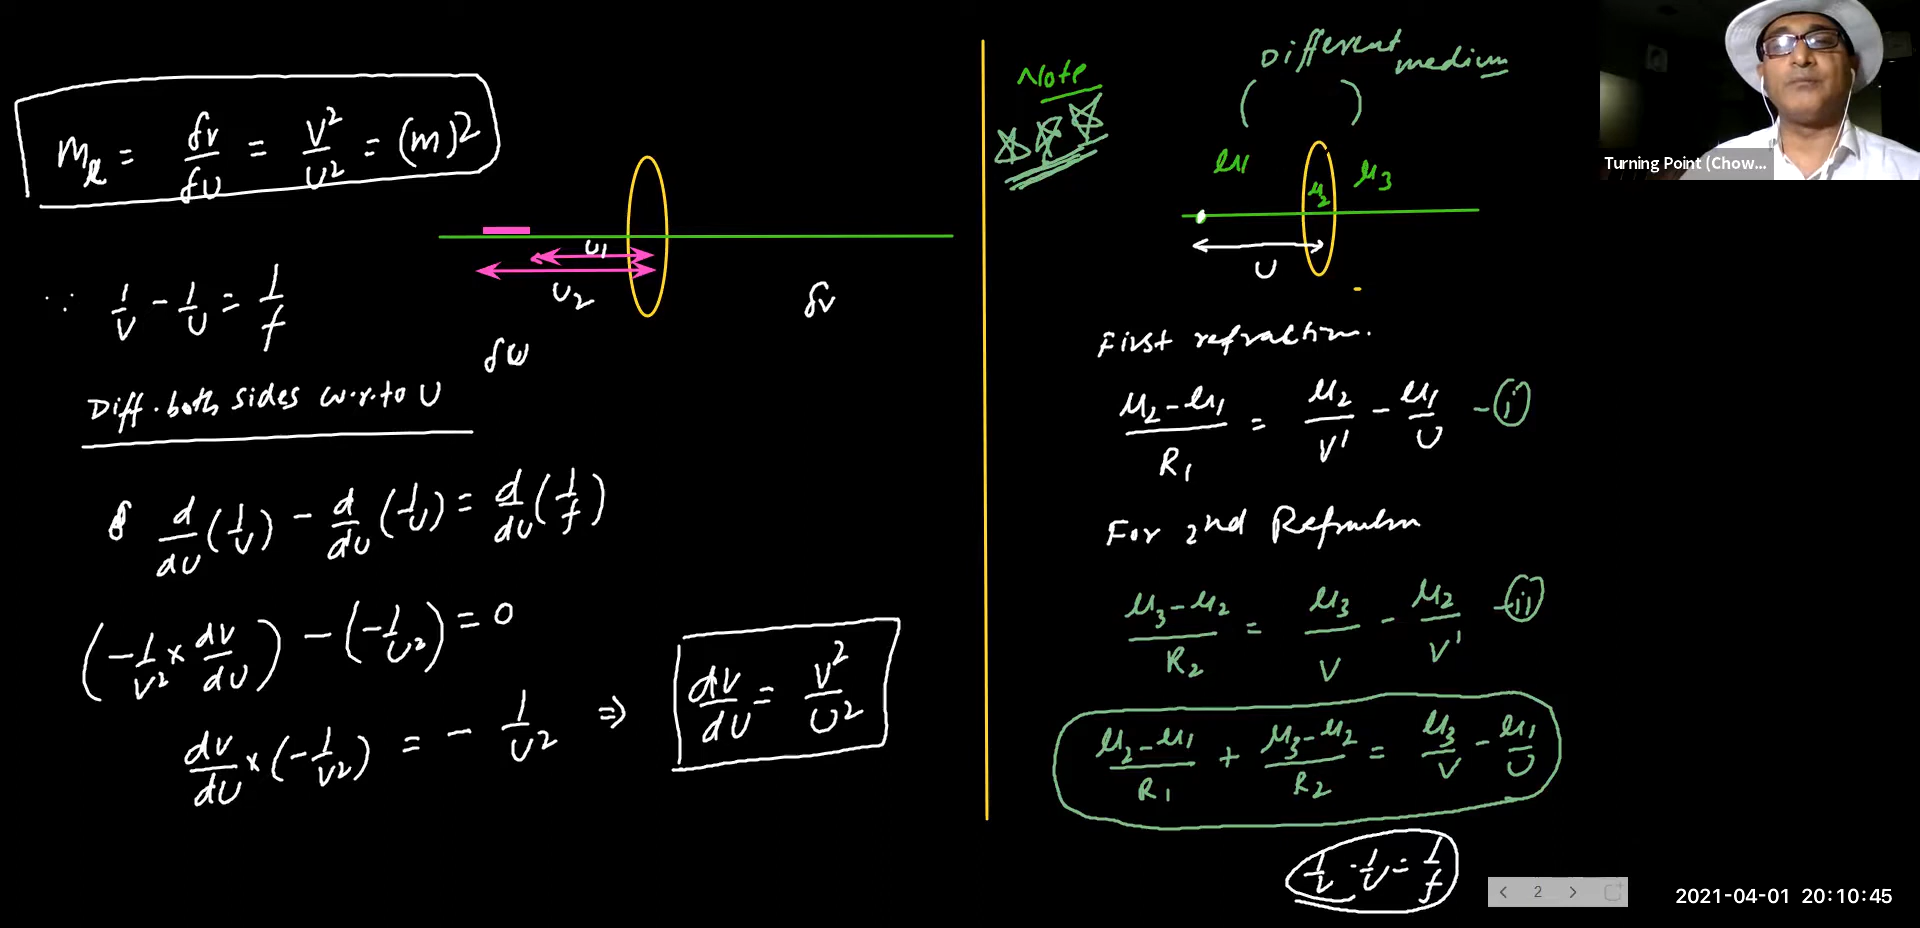 m_l = δv/δu = v²/u² = (m)²
u₁
u₂
δv
δω
∵ 1/v - 1/u = 1/f
Diff. both sides w.r.to u
d/du (1/v) - d/du (1/u) = d/du (1/f)
(-1/v² × dv/du) - (-1/u²) = 0
dv/du × (-1/v²) = - 1/u² ⇒ dv/du = v²/u²
Note
Different medium
μ1 μ2 μ3
u
First refraction.
μ₂-μ₁/R₁ = μ₂/v' - μ₁/u - (i)
For 2nd Refraction
μ₃-μ₂/R₂ = μ₃/v - μ₂/v' - (ii)
μ₂-μ₁/R₁ + μ₃-μ₂/R₂ = μ₃/v - μ₁/u
1/v - 1/u = 1/f
Turning Point (Chow...
2
2021-04-01 20:10:45